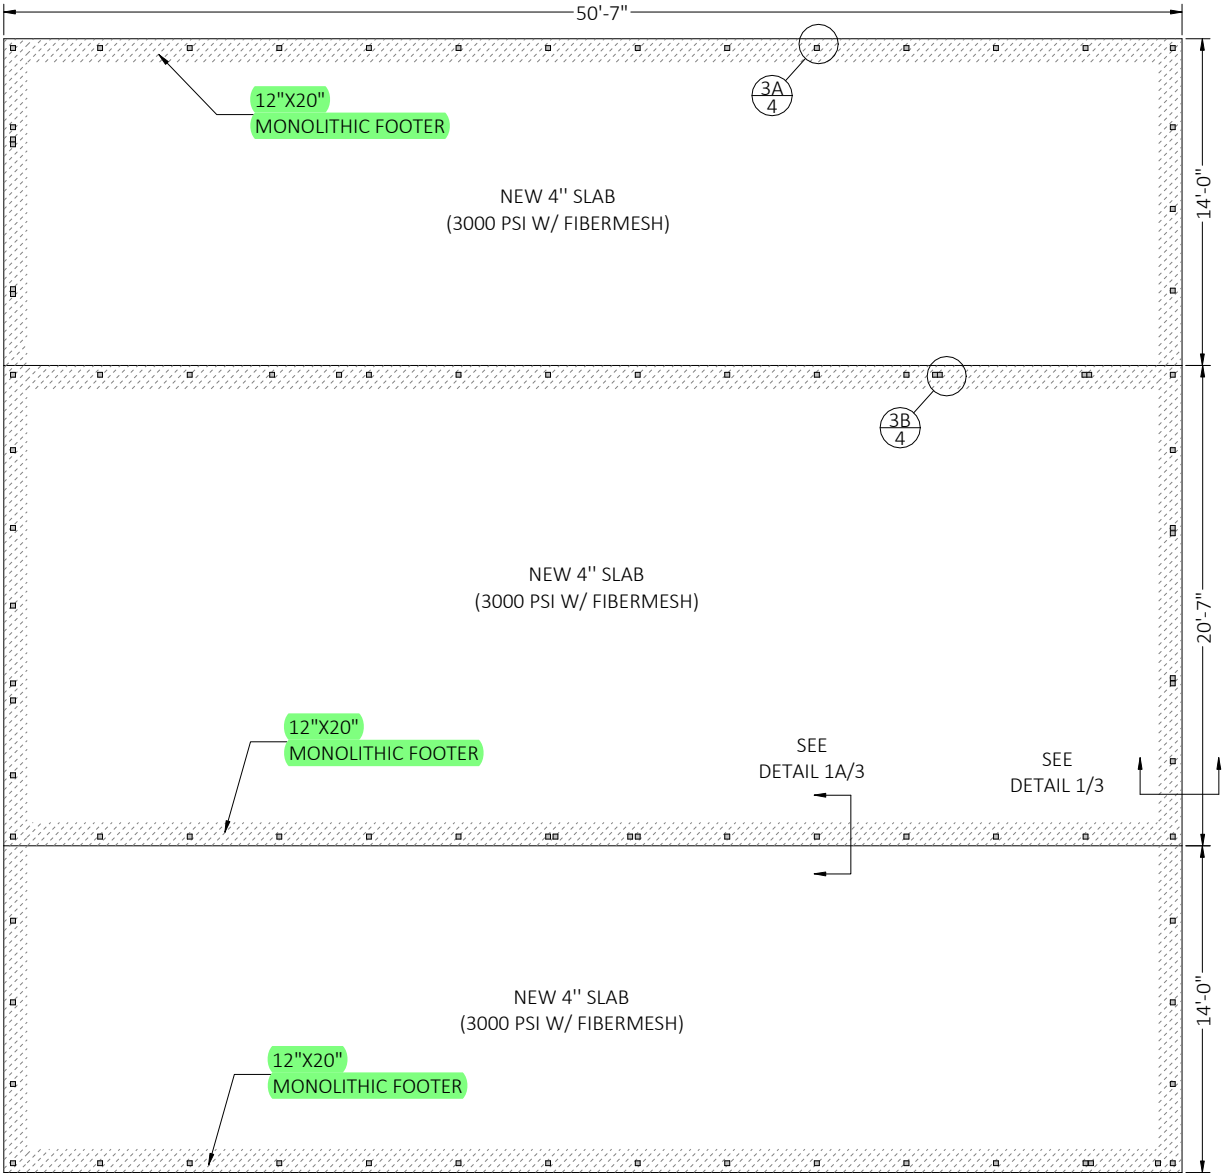 50'-7"
3A
4
12"X20"
MONOLITHIC FOOTER
NEW 4'' SLAB
(3000 PSI W/ FIBERMESH)
14'-0"
3B
4
NEW 4'' SLAB
(3000 PSI W/ FIBERMESH)
20'-7"
12"X20"
MONOLITHIC FOOTER
SEE
DETAIL 1A/3
SEE
DETAIL 1/3
NEW 4'' SLAB
(3000 PSI W/ FIBERMESH)
14'-0"
12"X20"
MONOLITHIC FOOTER